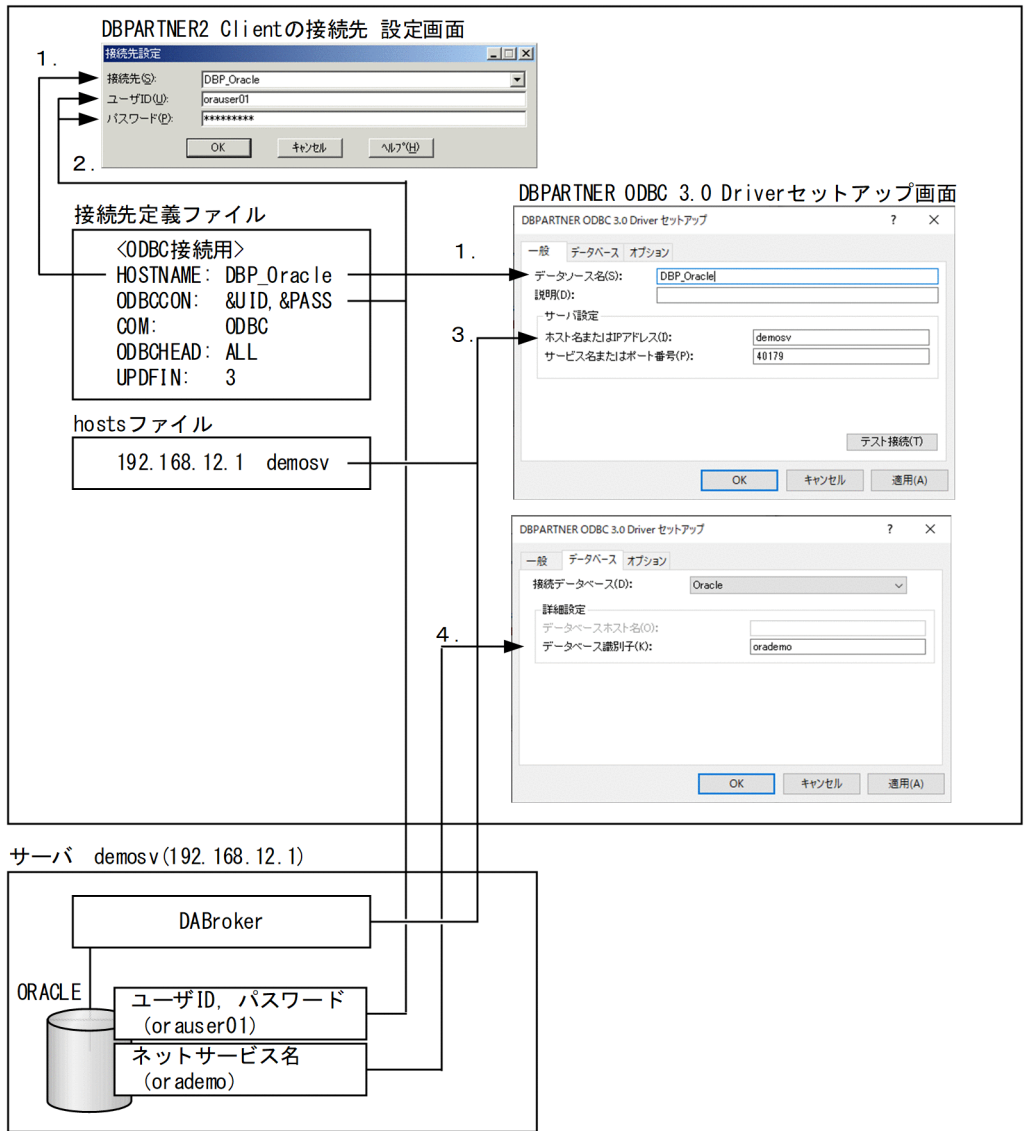 DBPARTNER2 Clientの接続先 設定画面
接続先設定
1.
接続先(S):
DBP_Oracle
ユーザID(U):
orauser01
パスワード(P):
*********
OK
キャンセル
ヘルプ(H)
2.
接続先定義ファイル
<ODBC接続用>
HOSTNAME: DBP_Oracle
ODBCCON: &UID,&PASS
COM: ODBC
ODBCHEAD: ALL
UPDFIN: 3
hostsファイル
192.168.12.1 demosv
DBPARTNER ODBC 3.0 Driverセットアップ画面
DBPARTNER ODBC 3.0 Driver セットアップ
?
一般
データベース
オプション
1.
データソース名(S):
DBP_Oracle
説明(D):
サーバ設定
3.
ホスト名またはIPアドレス(I:
demosv
サービス名またはポート番号(P):
40179
テスト接続(T)
OK
キャンセル
適用(A)
DBPARTNER ODBC 3.0 Driver セットアップ
?
一般
データベース
オプション
接続データベース(D):
Oracle
詳細設定
データベースホスト名(O):
4.
データベース識別子(K):
orademo
OK
キャンセル
適用(A)
サーバ demosv(192.168.12.1)
DABroker
ORACLE
ユーザID, パスワード
(orauser01)
ネットサービス名
(orademo)